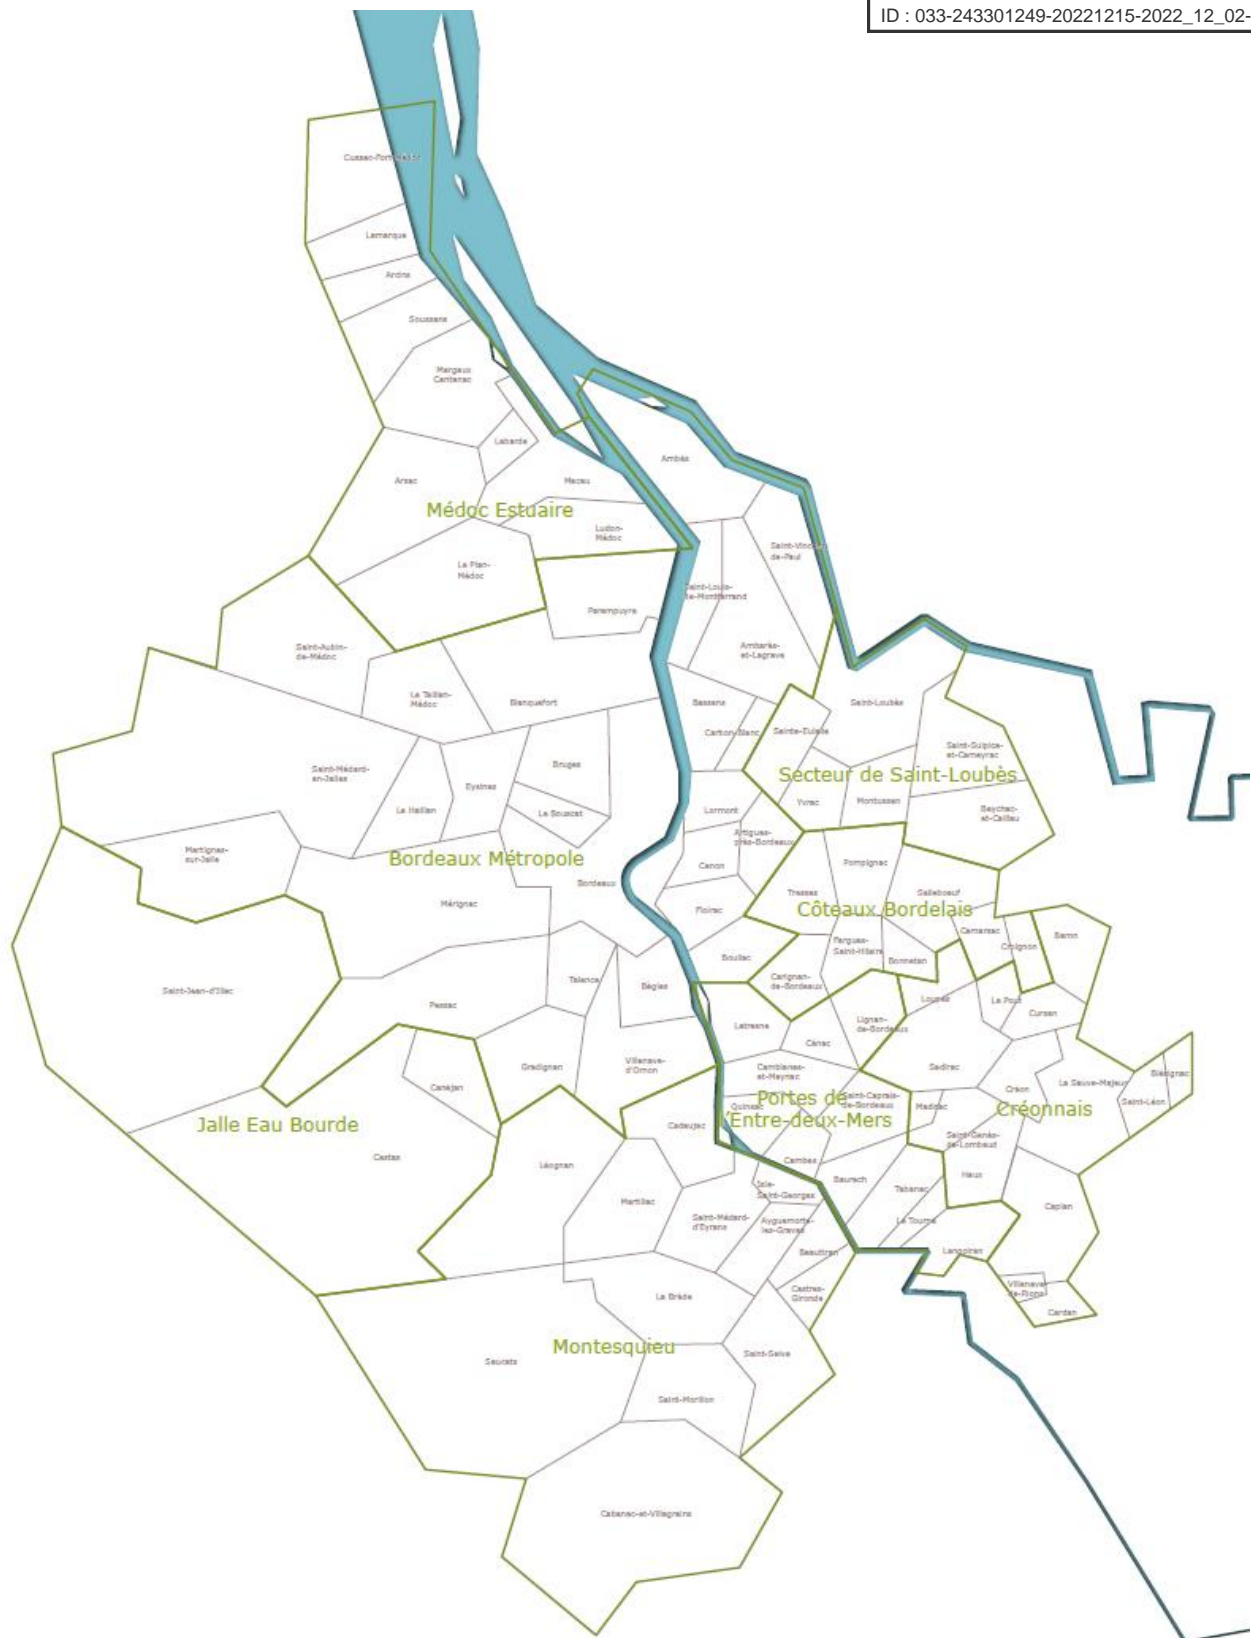 ID : 033-243301249-20221215-2022_12_02-
Cussac-Fort-Médoc
Lamarque
Arcins
Soussans
Margaux
Cantenac
Labarde
Ambès
Arsac
Macau
Médoc Estuaire
Ludon-
Médoc
Saint-Vincent-
de-Paul
Le Pian-
Médoc
Saint-Louis-
de-Montferrand
Parempuyre
Saint-Aubin-
de-Médoc
Ambarès-
et-Lagrave
Le Taillan-
Médoc
Blanquefort
Bassens
Saint-Loubès
Carbon-Blanc
Sainte-Eulalie
Saint-Sulpice-
et-Cameyrac
Saint-Médard-
en-Jalles
Bruges
Secteur de Saint-Loubès
Eysines
Yvrac
Montussan
Le Haillan
Le Bouscat
Lormont
Beychac-
et-Caillau
Artigues-
près-Bordeaux
Martignas-
sur-Jalle
Bordeaux Métropole
Cenon
Pompignac
Bordeaux
Tresses
Salleboeuf
Mérignac
Floirac
Côteaux Bordelais
Camarsac
Croignon
Baron
Fargues-
Saint-Hilaire
Bonnetan
Bouliac
Carignan-
de-Bordeaux
Talence
Bègles
Saint-Jean-d'Illac
Pessac
Loupes
Le Pout
Cursan
Latresne
Lignan-
de-Bordeaux
Cénac
Gradignan
Villenave-
d'Ornon
Camblanes-
et-Meynac
Sadirac
Blésignac
Canéjan
Créon
La Sauve-Majeur
Saint-Léon
Quinsac
Portes de
l'Entre-deux-Mers
Saint-Caprais-
de-Bordeaux
Madirac
Créonnais
Jalle Eau Bourde
Cadaujac
Saint-Genès-
de-Lombaud
Cestas
Léognan
Cambes
Haux
Baurech
Tabanac
Isle-
Saint-Georges
Martillac
Capian
Saint-Médard-
d'Eyrans
Ayguemorte-
les-Graves
Le Tourne
Beautiran
Langoiran
Villenave-
de-Rions
La Brède
Castres-
Gironde
Cardan
Montesquieu
Saint-Selve
Saucats
Saint-Morillon
Cabanac-et-Villagrains